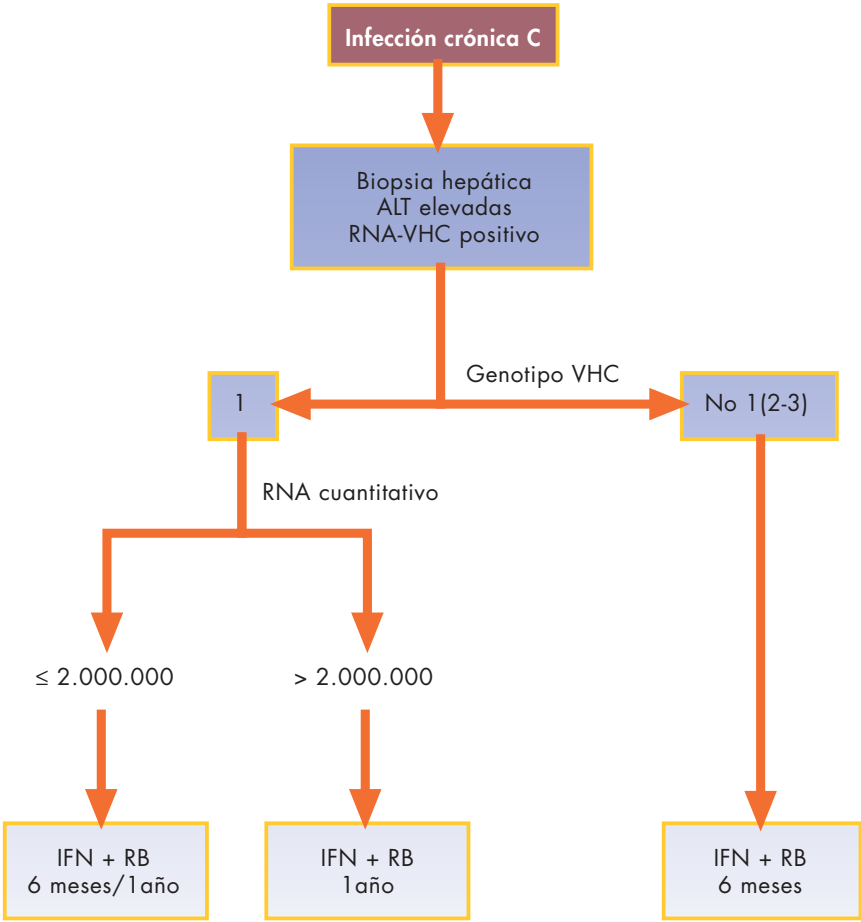 Infección crónica C
Biopsia hepática
ALT elevadas
RNA-VHC positivo
Genotipo VHC
1
No 1(2-3)
RNA cuantitativo
≤ 2.000.000
> 2.000.000
IFN + RB
6 meses/1año
IFN + RB
1año
IFN + RB
6 meses